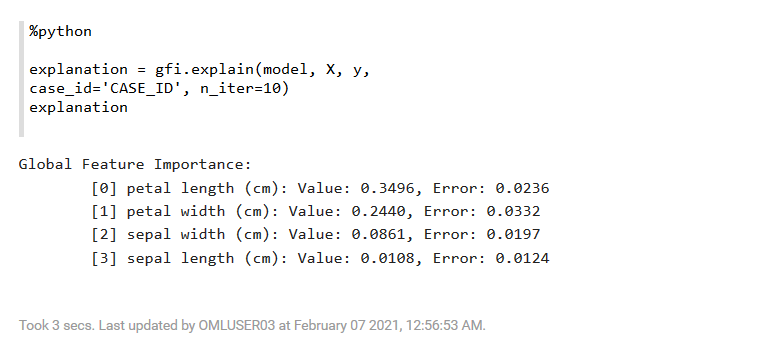 %python
explanation = gfi.explain(model, X, y,
case_id='CASE_ID', n_iter=10)
explanation
Global Feature Importance:
[0] petal length (cm): Value: 0.3496, Error: 0.0236
[1] petal width (cm): Value: 0.2440, Error: 0.0332
[2] sepal width (cm): Value: 0.0861, Error: 0.0197
[3] sepal length (cm): Value: 0.0108, Error: 0.0124
Took 3 secs. Last updated by OMLUSER03 at February 07 2021, 12:56:53 AM.